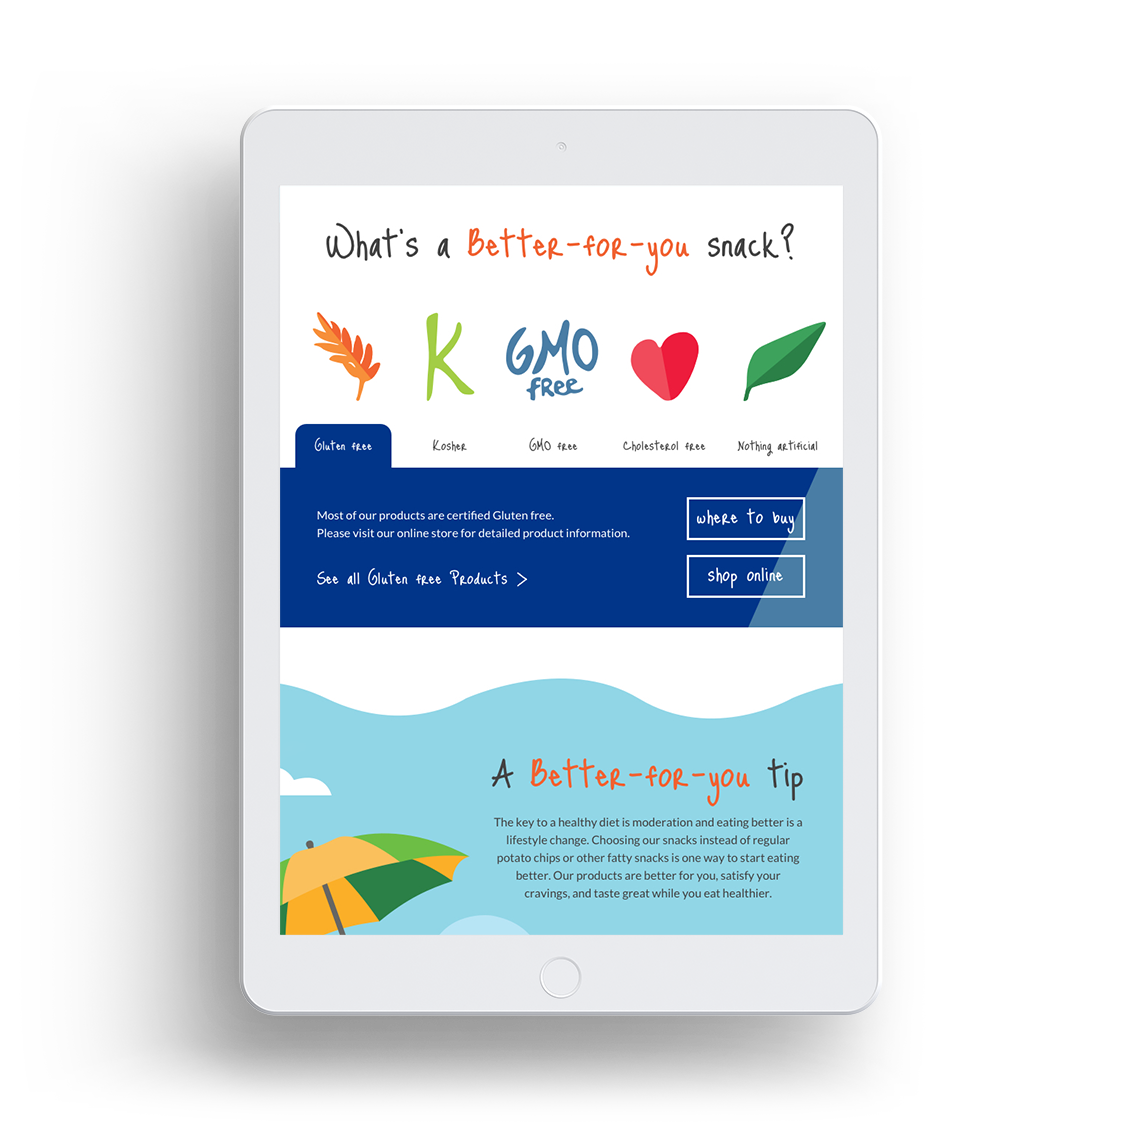 What's a Better-for-you snack?
K
GMO
free
Gluten free
Kosher
GMO free
Cholesterol free
Nothing artificial
Most of our products are certified Gluten free.
Please visit our online store for detailed product information.
See all Gluten free Products >
where to buy
shop online
A Better-for-you tip
The key to a healthy diet is moderation and eating better is a
lifestyle change. Choosing our snacks instead of regular
potato chips or other fatty snacks is one way to start eating
better. Our products are better for you, satisfy your
cravings, and taste great while you eat healthier.